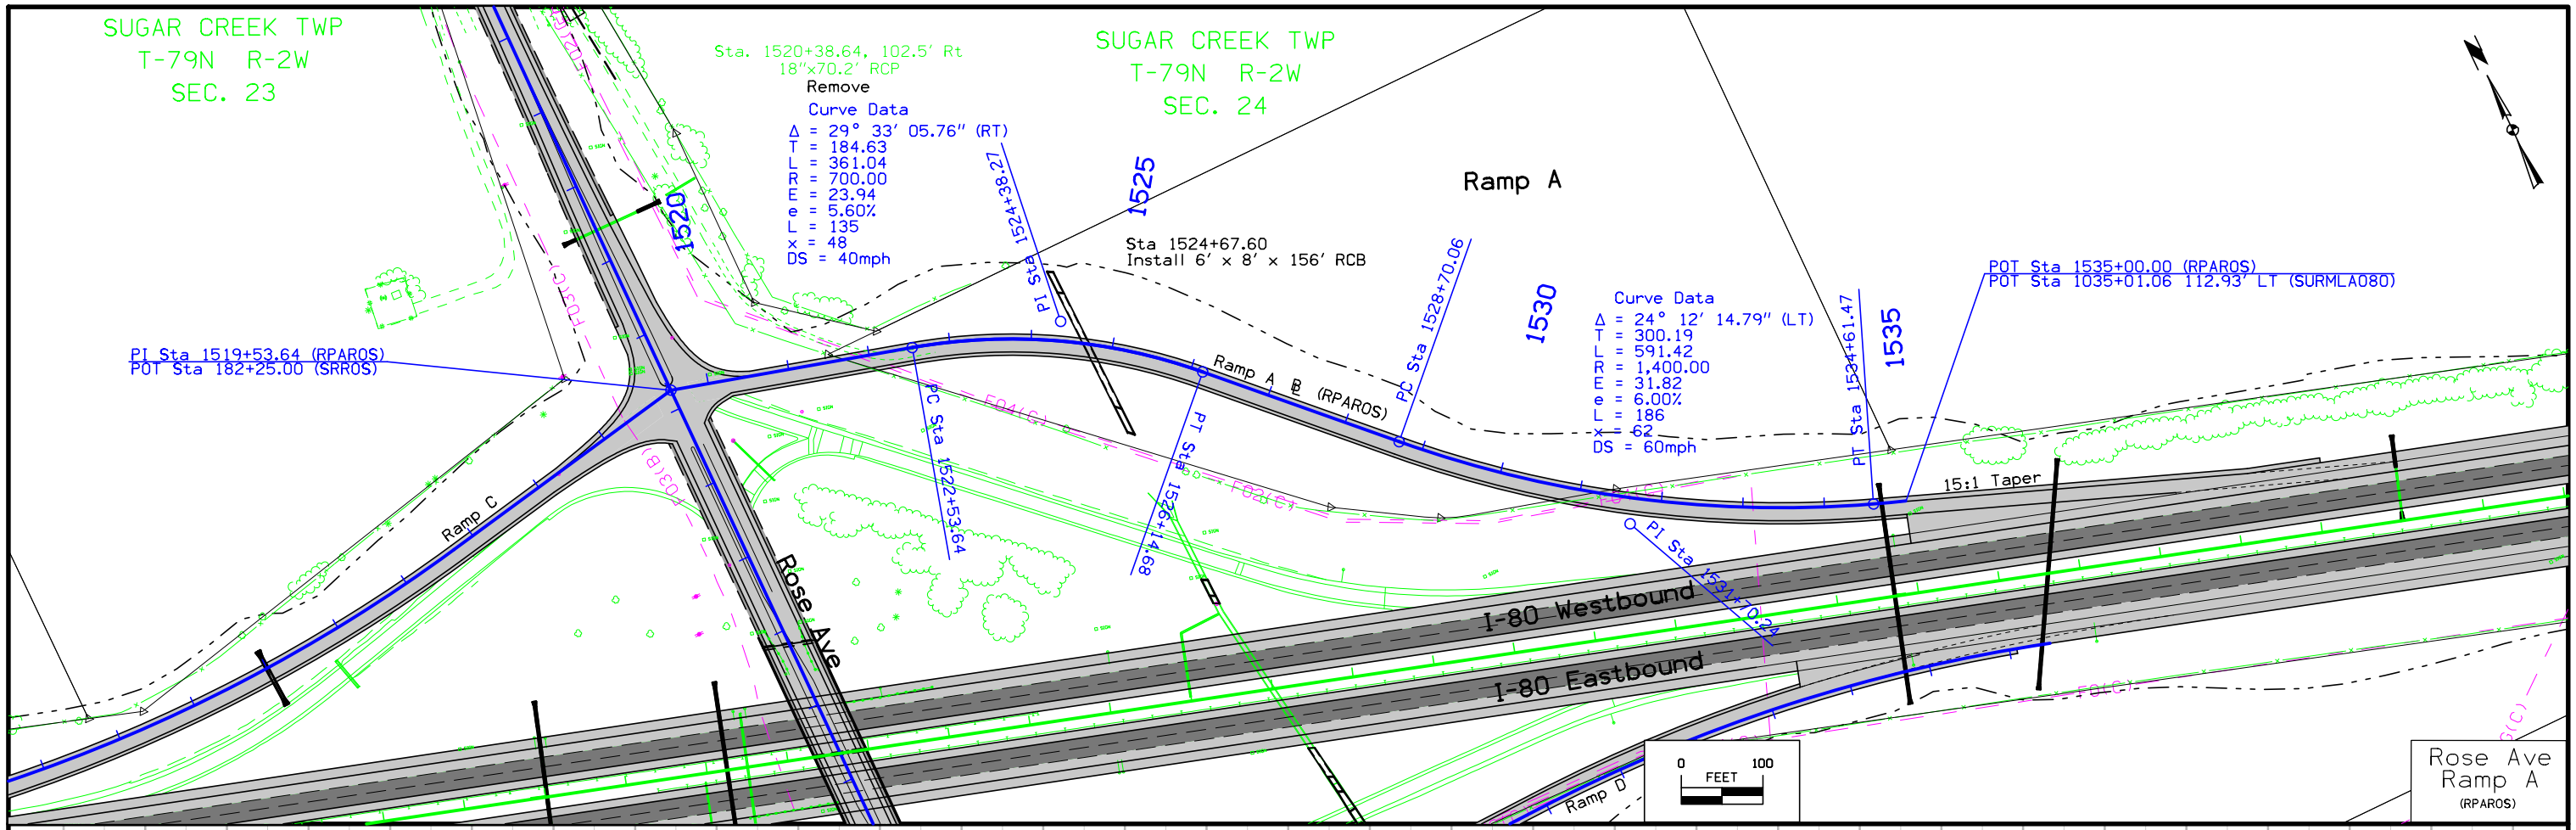 SUGAR CREEK TWP
T-79N R-2W
SEC. 23
Sta. 1520+38.64, 102.5' Rt
18"x70.2' RCP
Remove
SUGAR CREEK TWP
T-79N R-2W
SEC. 24
Curve Data
Δ = 29° 33' 05.76" (RT)
T = 184.63
L = 361.04
R = 700.00
E = 23.94
e = 5.60%
L = 135
x = 48
DS = 40mph
PI Sta 1524+38.27
1520
1525
Sta 1524+67.60
Install 6' x 8' x 156' RCB
Ramp A
PC Sta 1528+70.06
1530
Curve Data
Δ = 24° 12' 14.79" (LT)
T = 300.19
L = 591.42
R = 1,400.00
E = 31.82
e = 6.00%
L = 186
x = 62
DS = 60mph
PT Sta 1534+61.47
1535
POT Sta 1535+00.00 (RPAROS)
POT Sta 1035+01.06 112.93' LT (SURMLA080)
PI Sta 1519+53.64 (RPAROS)
POT Sta 182+25.00 (SRROS)
F03(C)
F03(B)
F04(C)
F02(C)
Ramp A B (RPAROS)
PC Sta 1522+53.64
PT Sta 1526+14.68
PI Sta 1531+70.24
15:1 Taper
Ramp C
Rose Ave
I-80 Westbound
I-80 Eastbound
Ramp D
0 100
FEET
Rose Ave
Ramp A
(RPAROS)